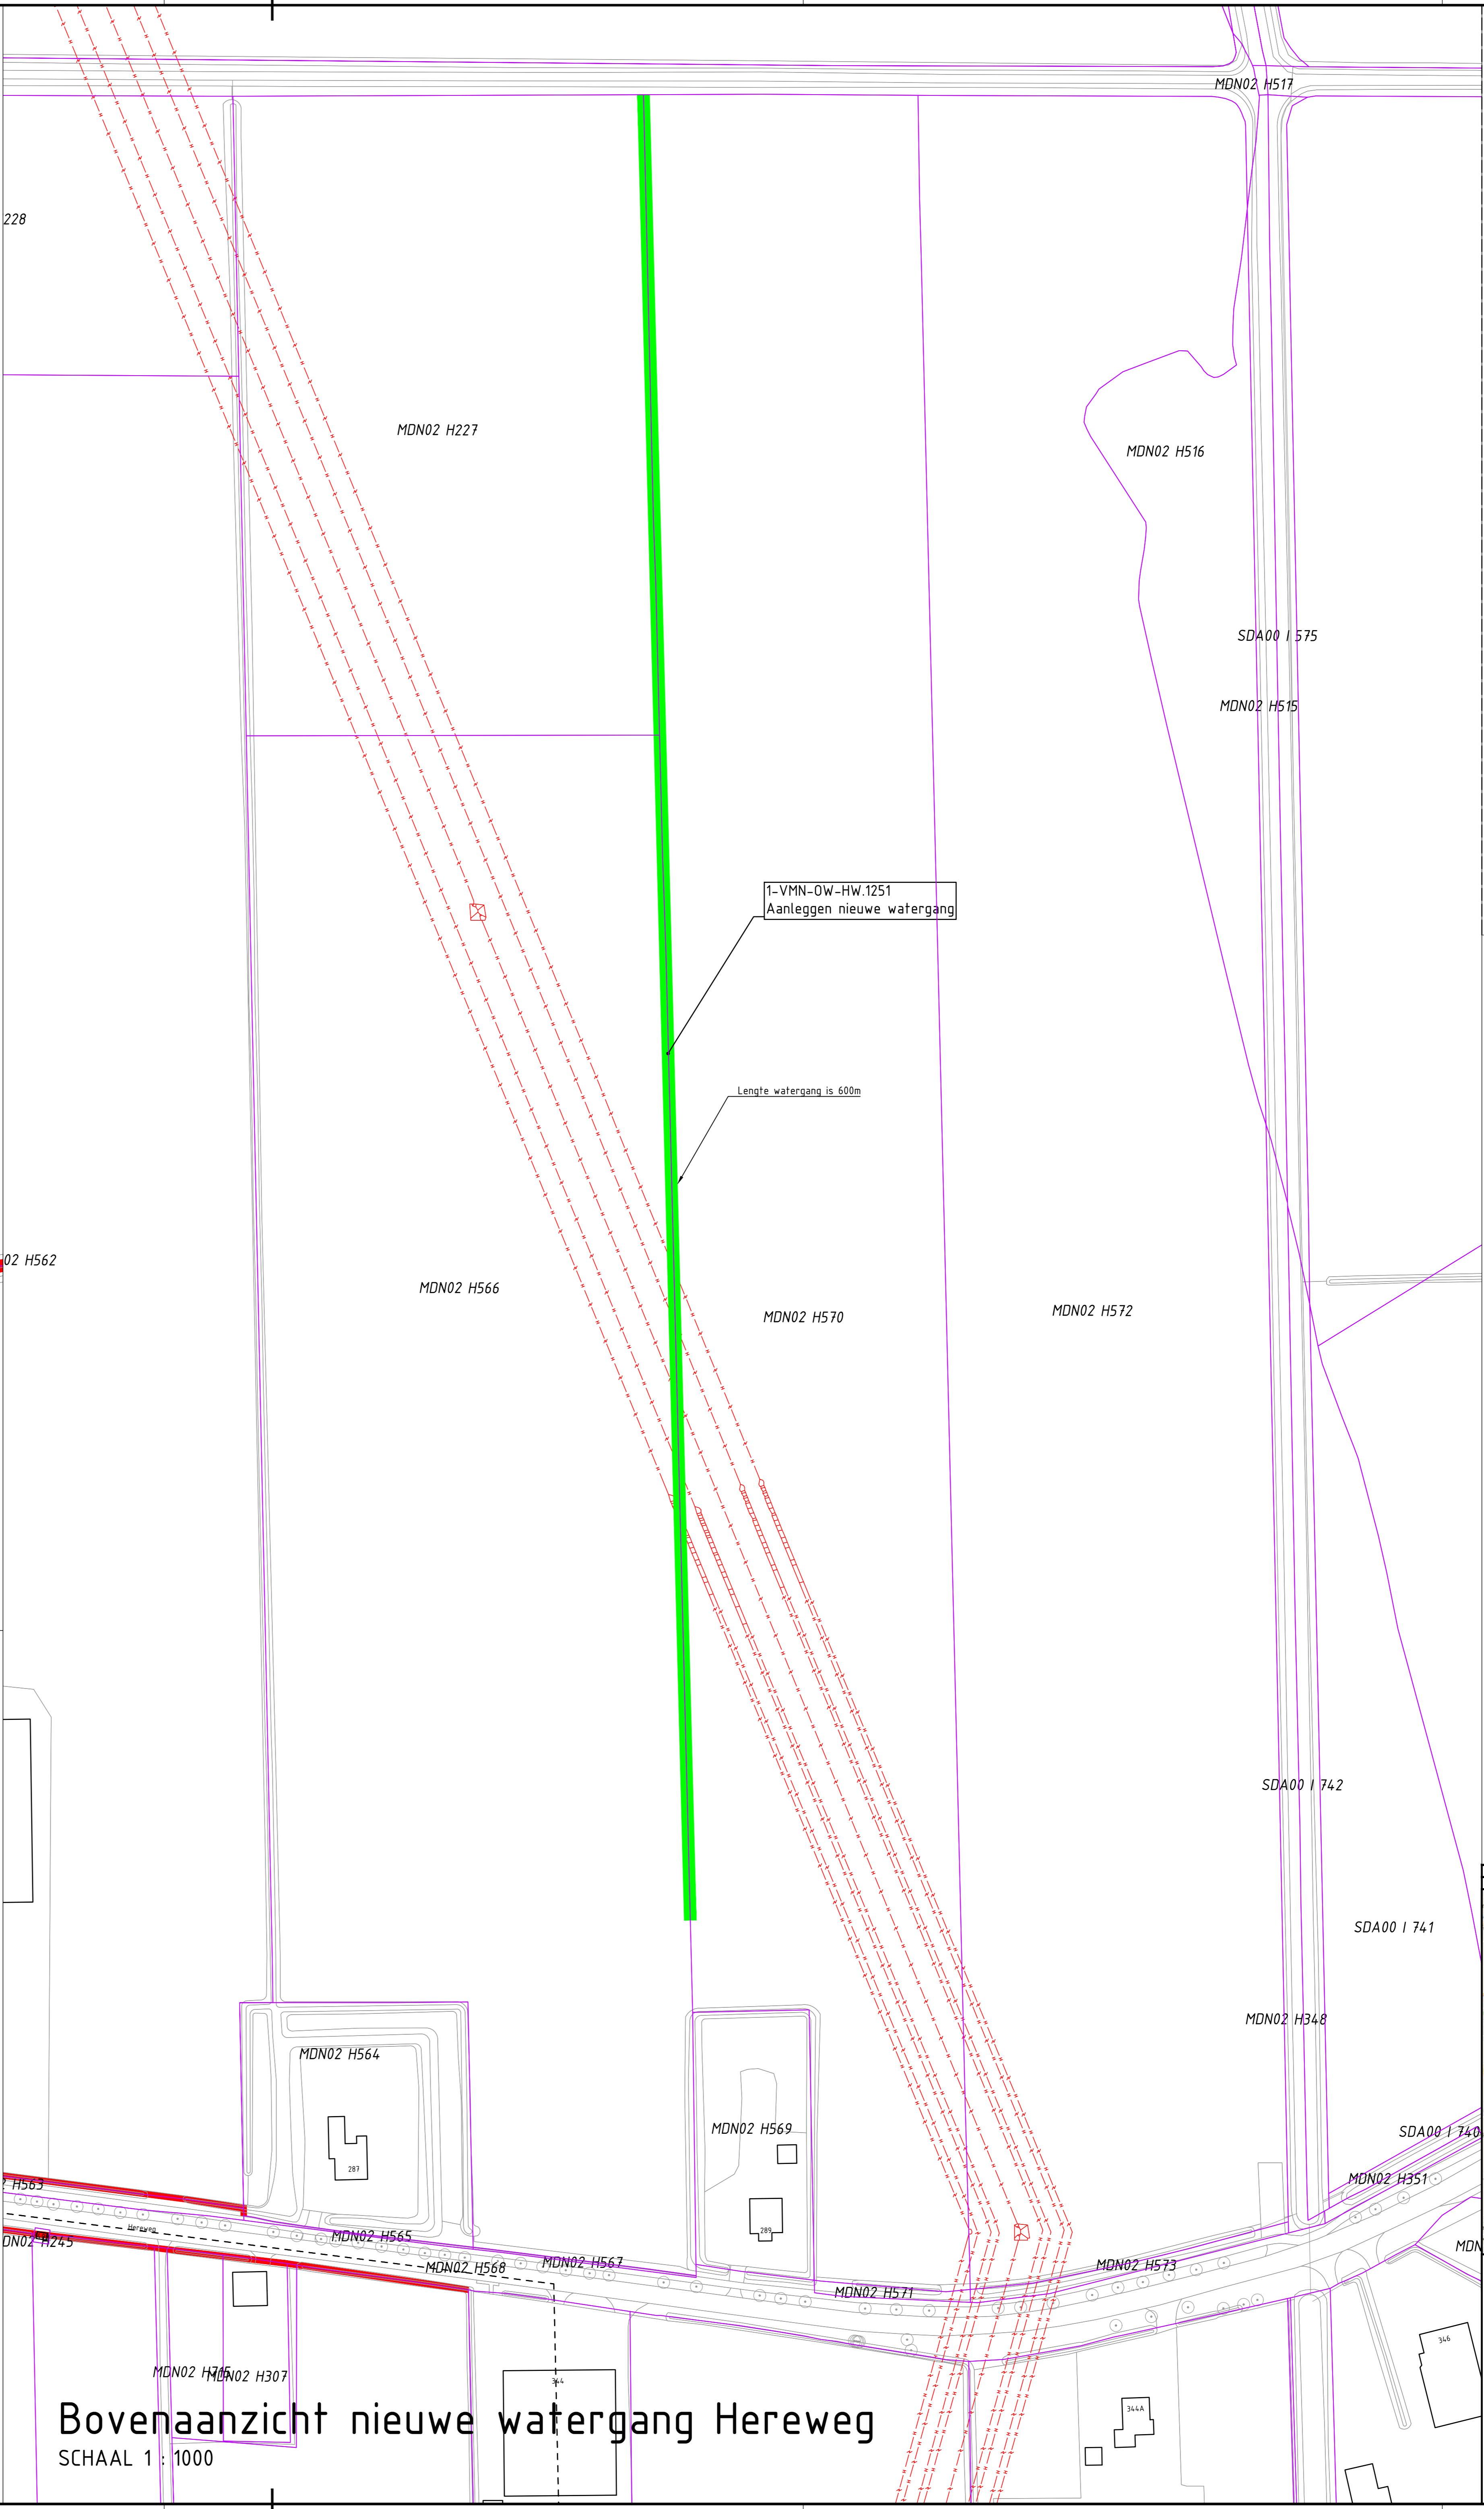 MDN02 H517
228
MDN02 H227
MDN02 H516
SDA00 I 575
MDN02 H515
1-VMN-OW-HW.1251
Aanleggen nieuwe watergang
Lengte watergang is 600m
02 H562
MDN02 H566
MDN02 H570
MDN02 H572
SDA00 I 742
SDA00 I 741
MDN02 H348
MDN02 H564
MDN02 H569
SDA00 I 740
287
MDN02 H351
H563
Hereweg
289
MDN02 H565
MDN02 H568
MDN02 H567
MDN02 H573
MDN02 H571
H245
MDN
346
MDN02 H307
344
344A
Bovenaanzicht nieuwe watergang Hereweg
SCHAAL 1 : 1000